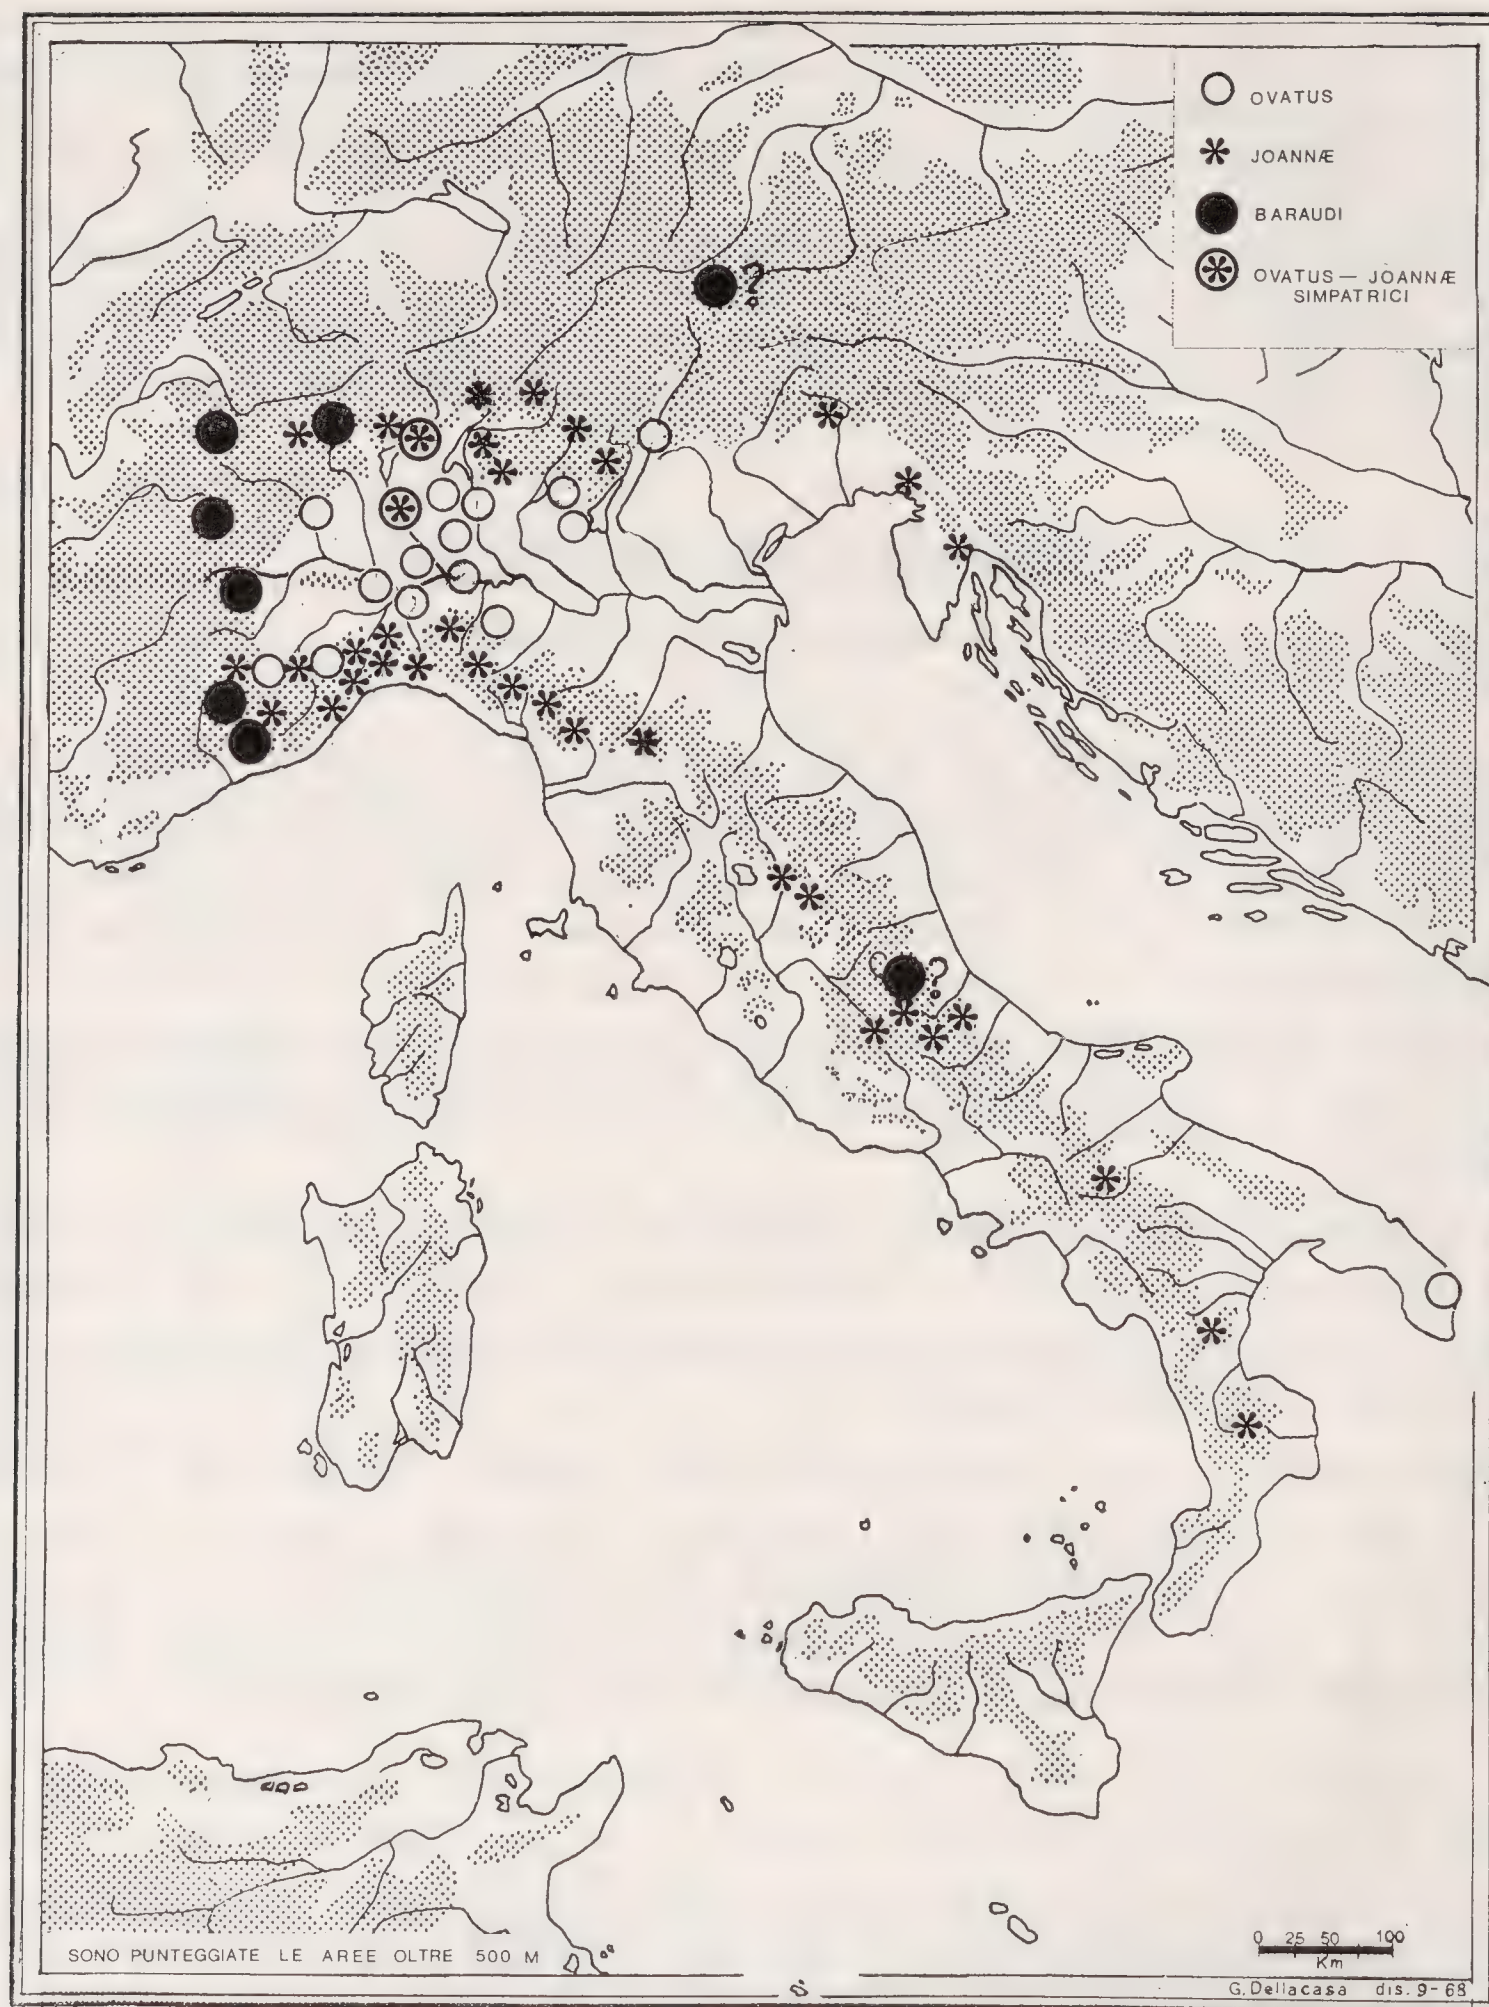 OVATUS
JOANNÆ
BARAUDI
OVATUS — JOANNÆ
SIMPATRICI
?
?
SONO PUNTEGGIATE LE AREE OLTRE 500 M
0 25 50 100
Km
G. Dellacasa dis. 9-68